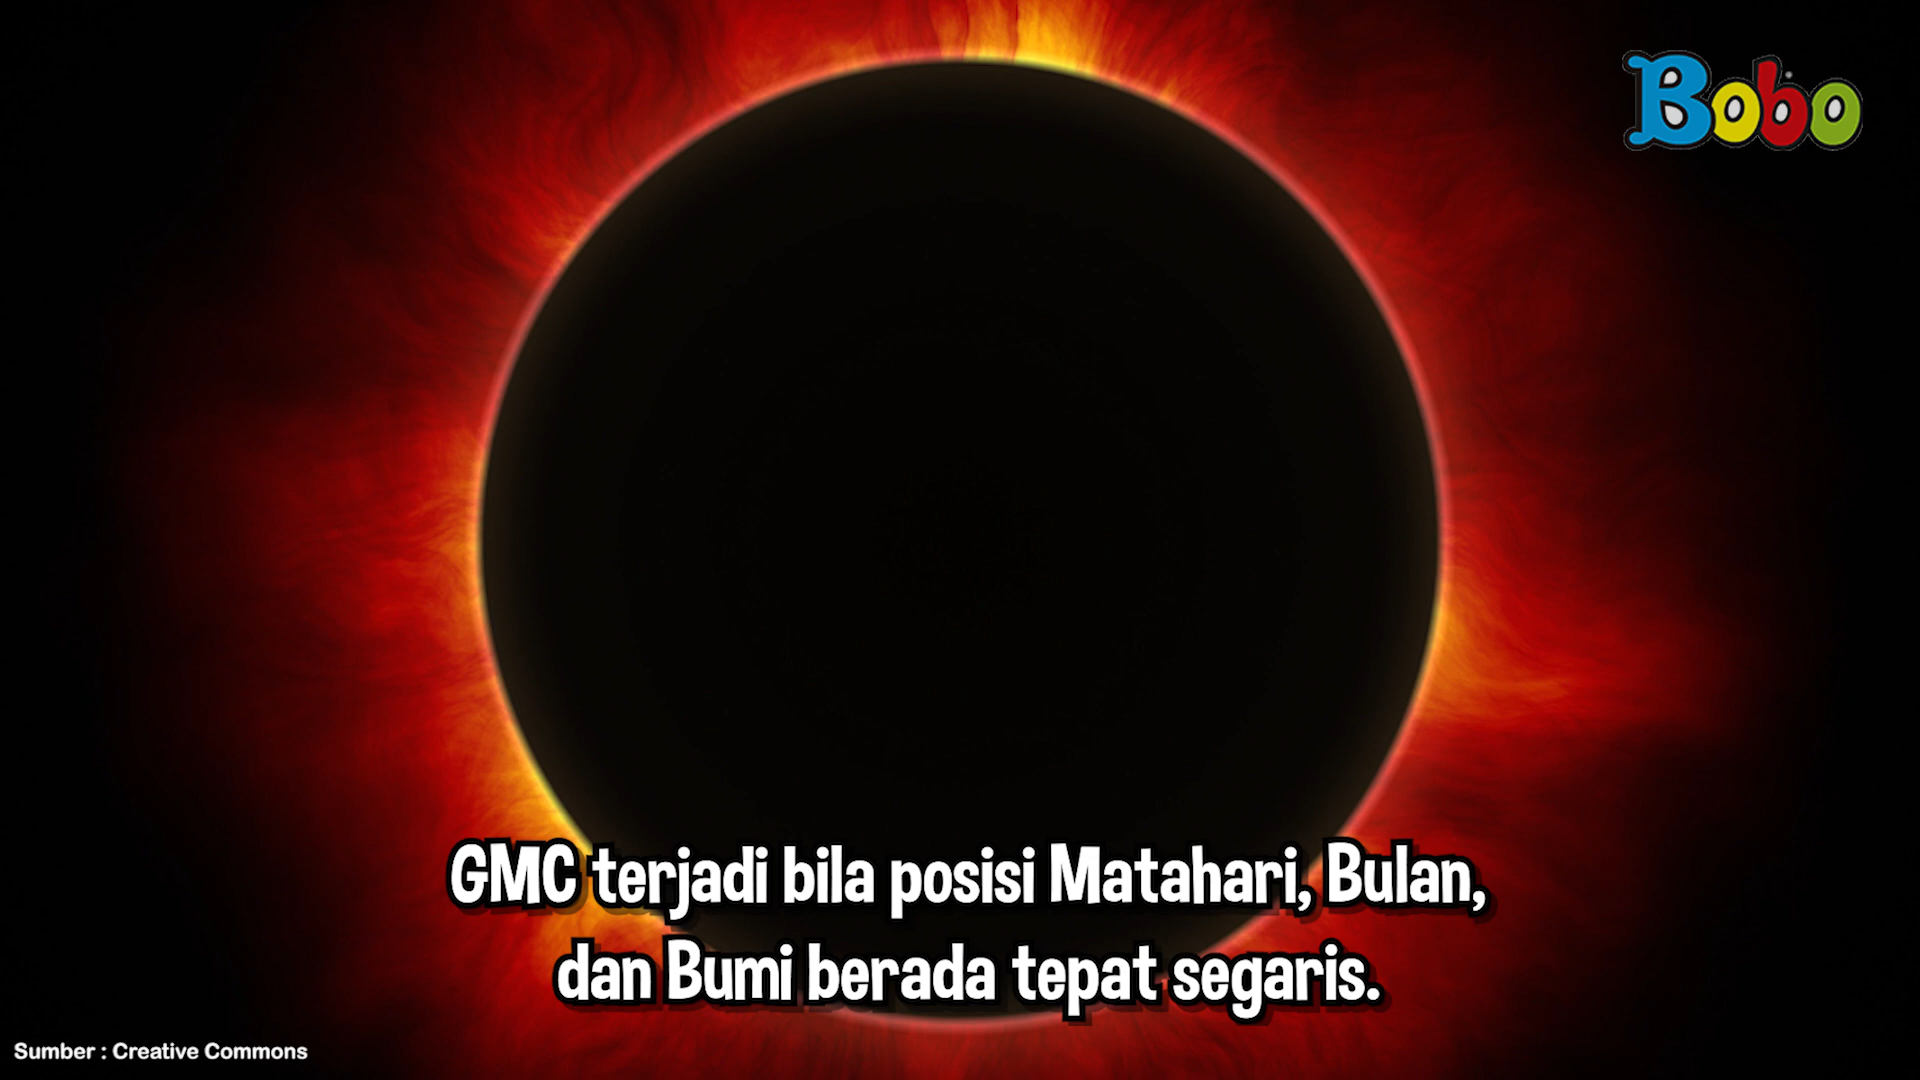 Bobo
GMC terjadi bila posisi Matahari, Bulan,
dan Bumi berada tepat segaris.
Sumber : Creative Commons